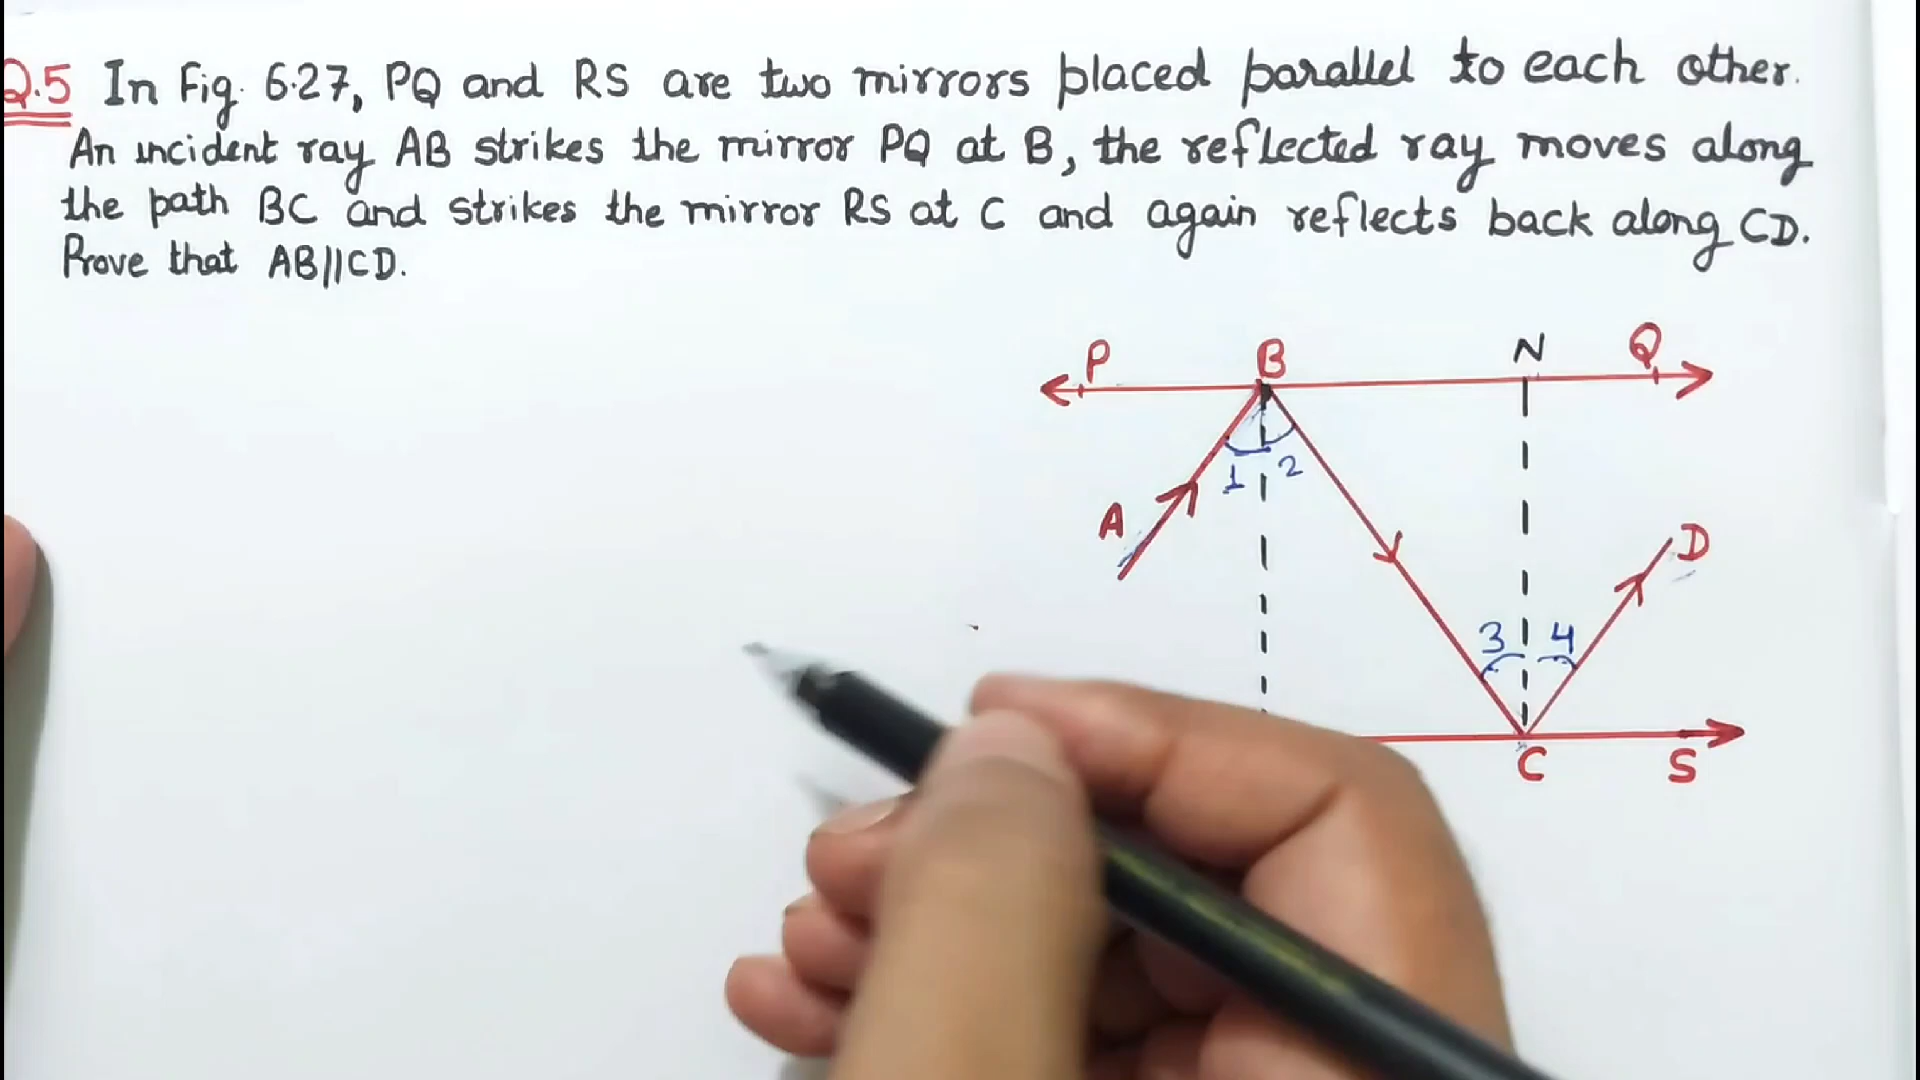 Q.5 In Fig. 6.27, PQ and RS are two mirrors placed parallel to each other.
An incident ray AB strikes the mirror PQ at B, the reflected ray moves along
the path BC and strikes the mirror RS at C and again reflects back along CD.
Prove that AB||CD.
P B N Q
1 2
A
D
3 4
C S